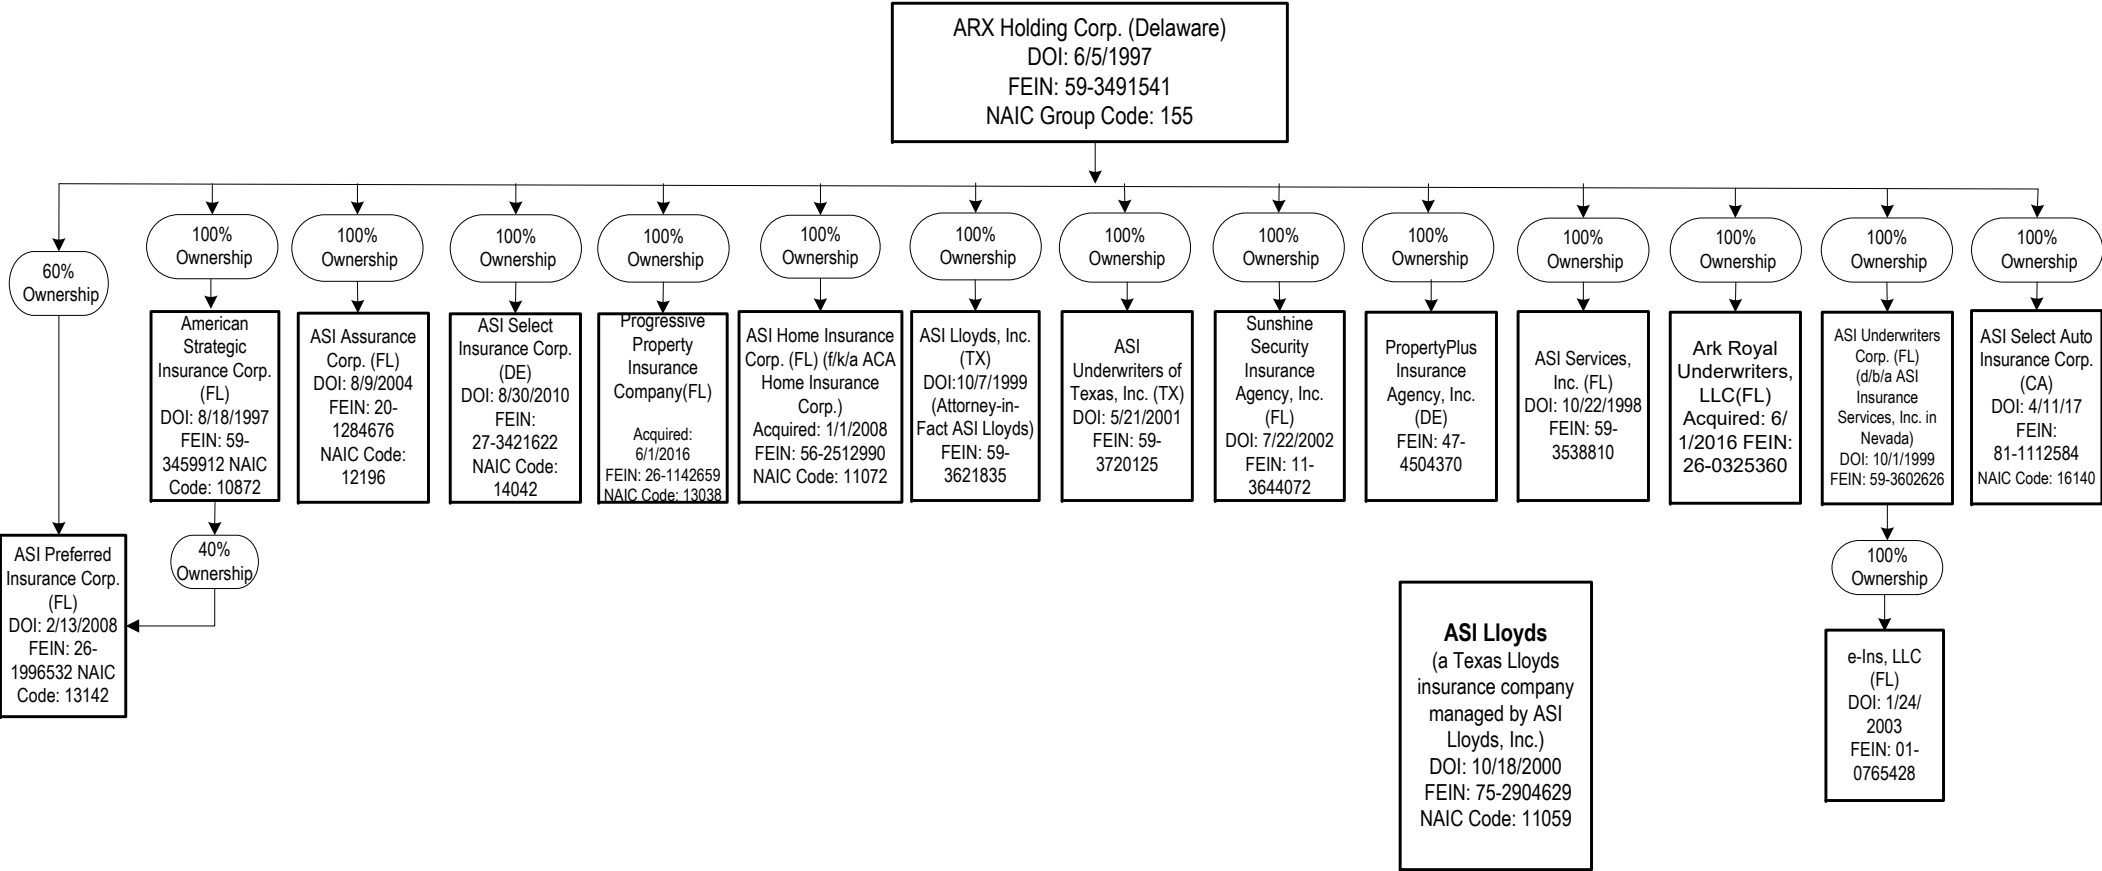 ARX Holding Corp. (Delaware)
DOI: 6/5/1997
FEIN: 59-3491541
NAIC Group Code: 155
60%
Ownership
100%
Ownership
100%
Ownership
100%
Ownership
100%
Ownership
100%
Ownership
100%
Ownership
100%
Ownership
100%
Ownership
100%
Ownership
100%
Ownership
100%
Ownership
100%
Ownership
100%
Ownership
American
Strategic
Insurance Corp.
(FL)
DOI: 8/18/1997
FEIN: 59-
3459912 NAIC
Code: 10872
ASI Assurance
Corp. (FL)
DOI: 8/9/2004
FEIN: 20-
1284676
NAIC Code:
12196
ASI Select
Insurance Corp.
(DE)
DOI: 8/30/2010
FEIN:
27-3421622
NAIC Code:
14042
Progressive
Property
Insurance
Company(FL)
Acquired:
6/1/2016
FEIN: 26-1142659
NAIC Code: 13038
ASI Home Insurance
Corp. (FL) (f/k/a ACA
Home Insurance
Corp.)
Acquired: 1/1/2008
FEIN: 56-2512990
NAIC Code: 11072
ASI Lloyds, Inc.
(TX)
DOI:10/7/1999
(Attorney-in-
Fact ASI Lloyds)
FEIN: 59-
3621835
ASI
Underwriters of
Texas, Inc. (TX)
DOI: 5/21/2001
FEIN: 59-
3720125
Sunshine
Security
Insurance
Agency, Inc.
(FL)
DOI: 7/22/2002
FEIN: 11-
3644072
PropertyPlus
Insurance
Agency, Inc.
(DE)
FEIN: 47-
4504370
ASI Services,
Inc. (FL)
DOI: 10/22/1998
FEIN: 59-
3538810
Ark Royal
Underwriters,
LLC(FL)
Acquired: 6/
1/2016 FEIN:
26-0325360
ASI Underwriters
Corp. (FL)
(d/b/a ASI
Insurance
Services, Inc. in
Nevada)
DOI: 10/1/1999
FEIN: 59-3602626
ASI Select Auto
Insurance Corp.
(CA)
DOI: 4/11/17
FEIN:
81-1112584
NAIC Code: 16140
ASI Preferred
Insurance Corp.
(FL)
DOI: 2/13/2008
FEIN: 26-
1996532 NAIC
Code: 13142
40%
Ownership
100%
Ownership
ASI Lloyds
(a Texas Lloyds
insurance company
managed by ASI
Lloyds, Inc.)
DOI: 10/18/2000
FEIN: 75-2904629
NAIC Code: 11059
e-Ins, LLC
(FL)
DOI: 1/24/
2003
FEIN: 01-
0765428